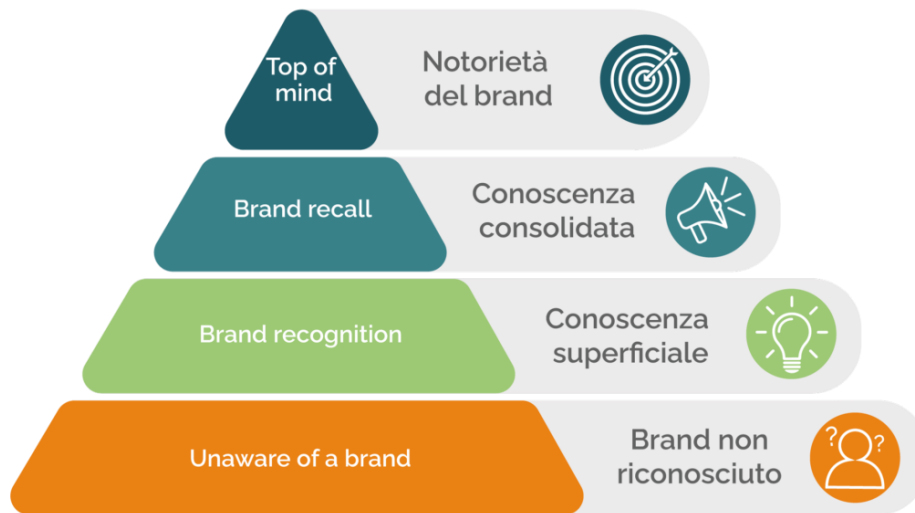 Top of
mind
Notorietà
del brand
Brand recall
Conoscenza
consolidata
Brand recognition
Conoscenza
superficiale
Unaware of a brand
Brand non
riconosciuto
? ?